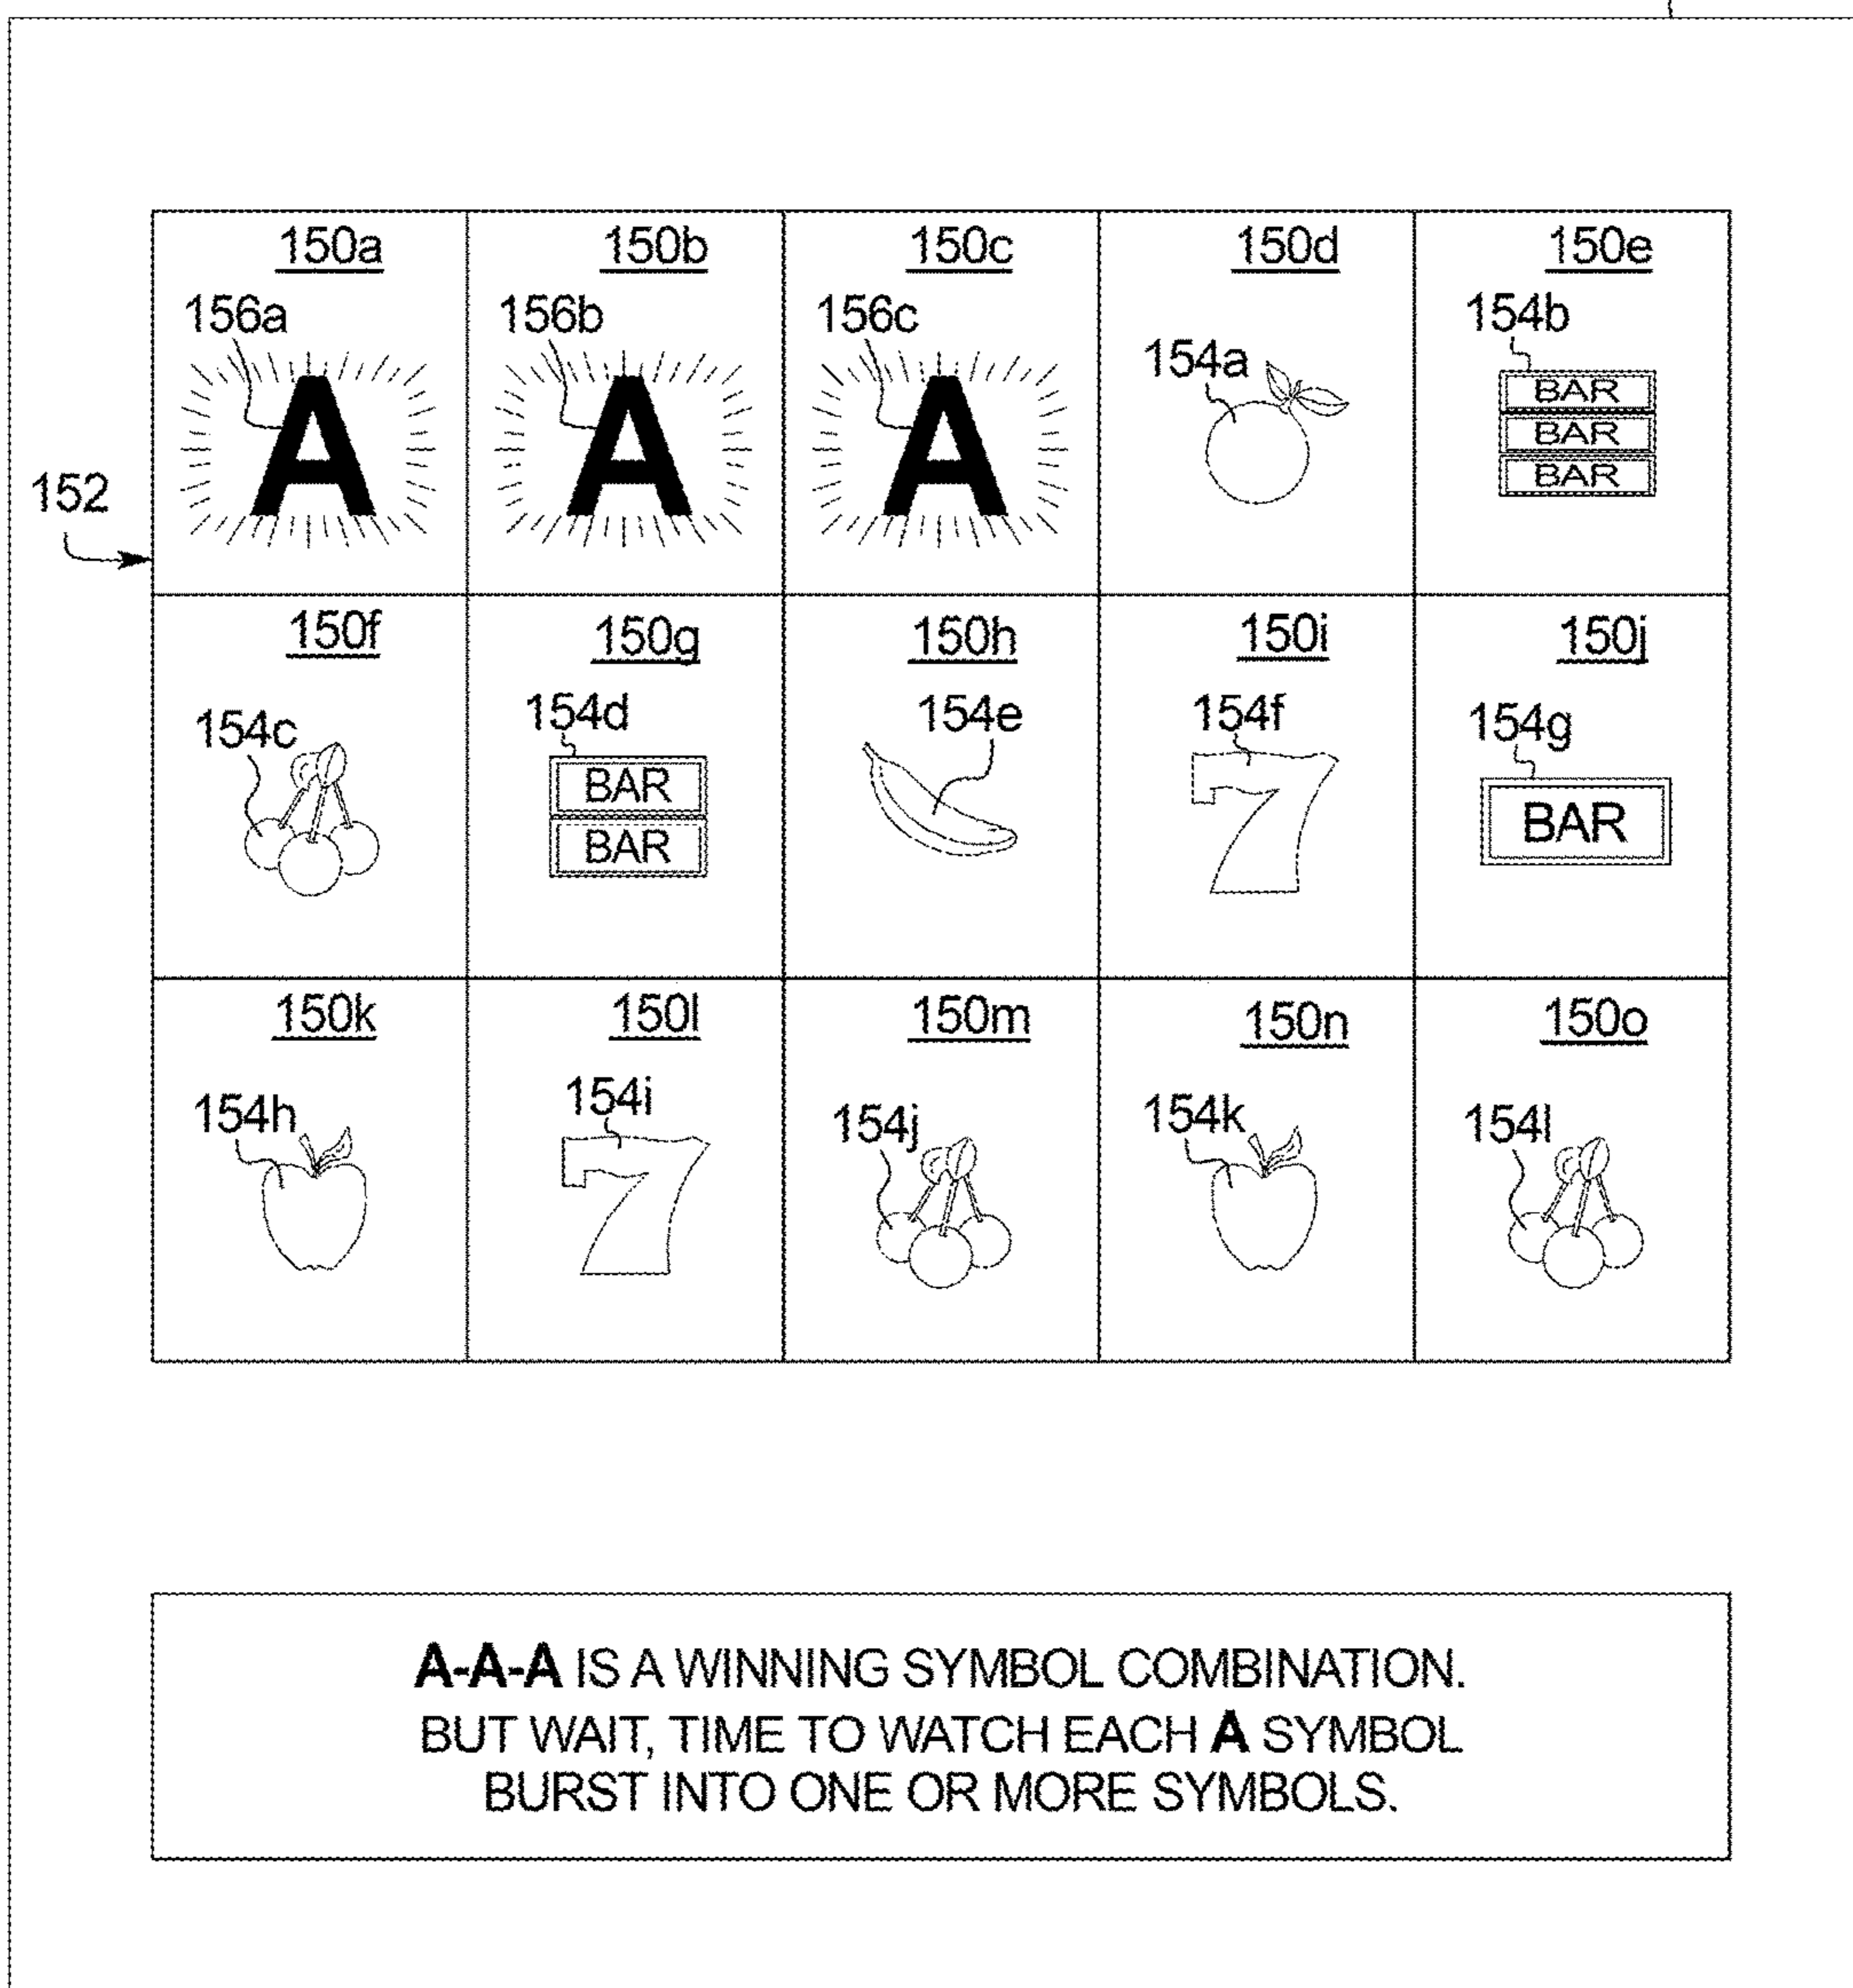 150a 150b 150c 150d 150e
156a 156b 156c 154a 154b
A A A BAR
BAR
BAR
152
150f 150g 150h 150i 150j
154c 154d 154e 154f 154g
BAR 7 BAR
BAR
150k 150l 150m 150n 150o
154h 154i 154j 154k 154l
7
A-A-A IS A WINNING SYMBOL COMBINATION.
BUT WAIT, TIME TO WATCH EACH A SYMBOL
BURST INTO ONE OR MORE SYMBOLS.